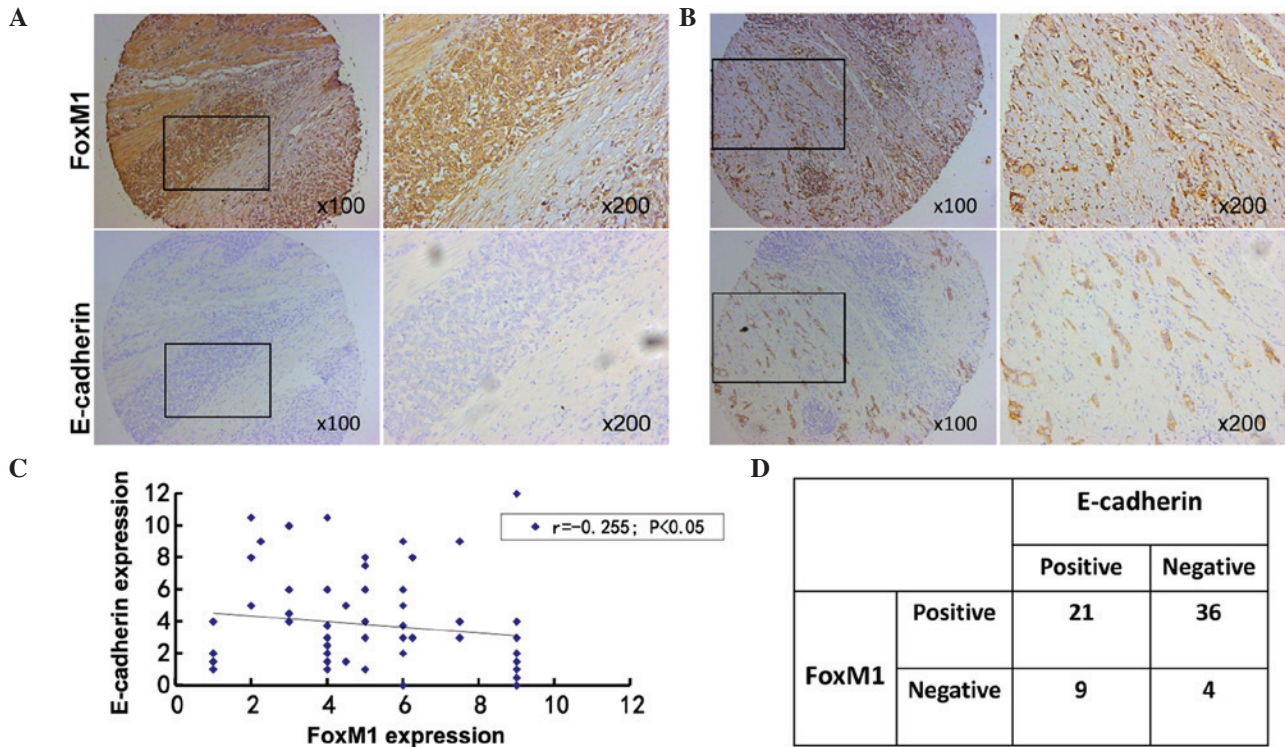 A
B
FoxM1
x100
x200
x100
x200
E-cadherin
x100
x200
x100
x200
C
E-cadherin expression
12
10
8
6
4
2
0
r=-0.255; P<0.05
0 2 4 6 8 10 12
FoxM1 expression
D
E-cadherin
Positive Negative
FoxM1
Positive 21 36
Negative 9 4